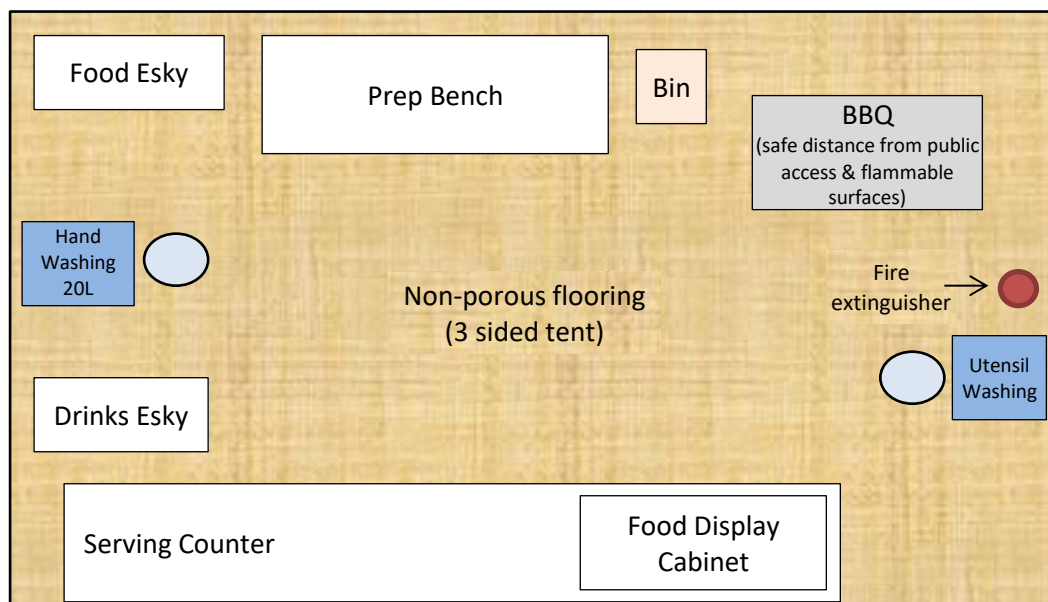 Food Esky
Prep Bench
Bin
BBQ
(safe distance from public
access & flammable
surfaces)
Hand
Washing
20L
Non-porous flooring
(3 sided tent)
Fire
extinguisher
Utensil
Washing
Drinks Esky
Serving Counter
Food Display
Cabinet